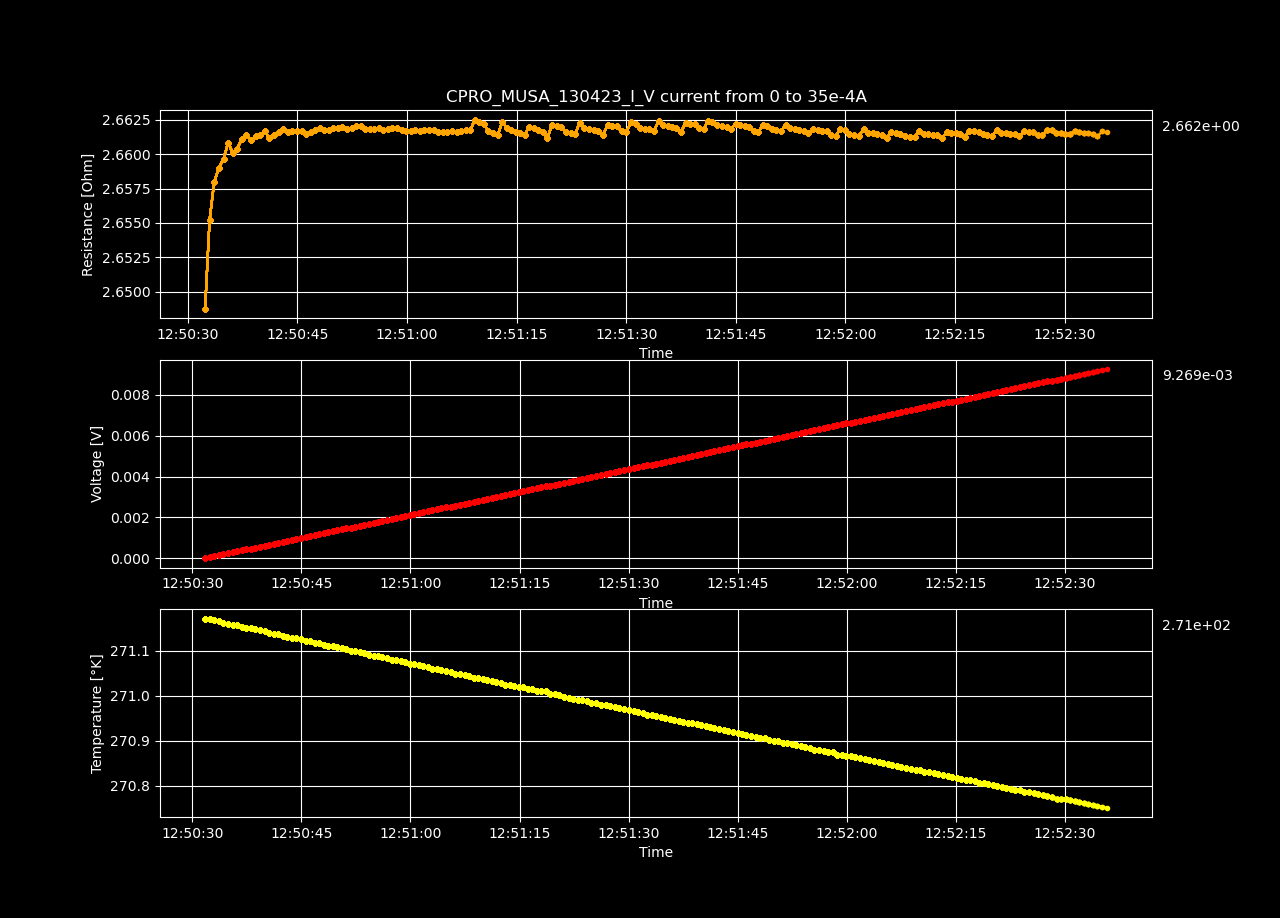 CPRO_MUSA_130423_I_V current from 0 to 35e-4A
2.662e+00
Resistance [Ohm]
2.6625
2.6600
2.6575
2.6550
2.6525
2.6500
12:50:30 12:50:45 12:51:00 12:51:15 12:51:30 12:51:45 12:52:00 12:52:15 12:52:30
Time
9.269e-03
Voltage [V]
0.008
0.006
0.004
0.002
0.000
12:50:30 12:50:45 12:51:00 12:51:15 12:51:30 12:51:45 12:52:00 12:52:15 12:52:30
Time
2.71e+02
Temperature [°K]
271.1
271.0
270.9
270.8
12:50:30 12:50:45 12:51:00 12:51:15 12:51:30 12:51:45 12:52:00 12:52:15 12:52:30
Time